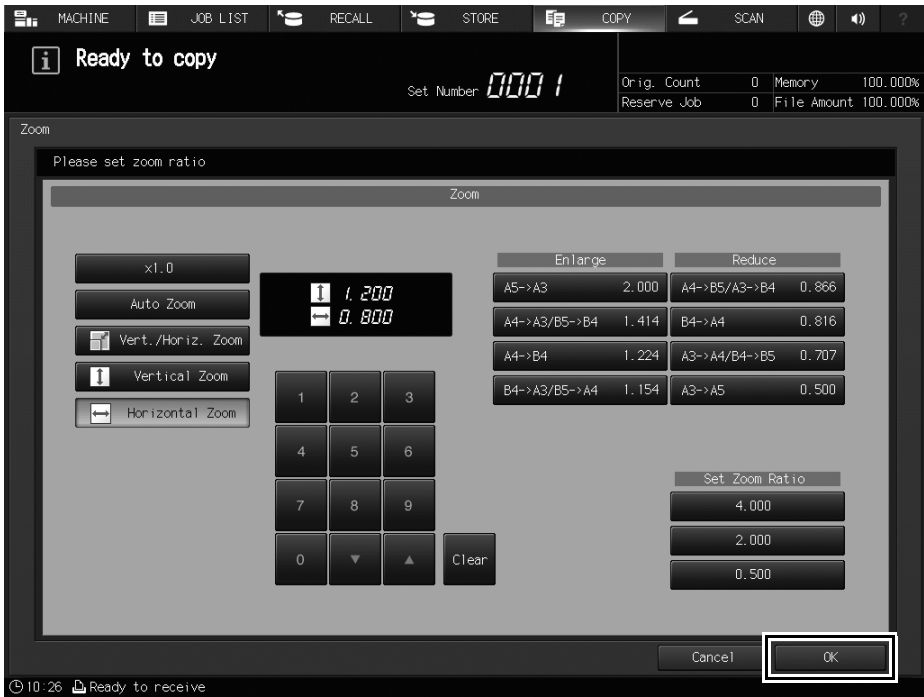 MACHINE JOB LIST RECALL STORE COPY SCAN ?
i Ready to copy
Set Number 0001
Orig. Count 0 Memory 100.000%
Reserve Job 0 File Amount 100.000%
Zoom
Please set zoom ratio
Zoom
Enlarge Reduce
x1.0
Auto Zoom
Vert./Horiz. Zoom
Vertical Zoom
Horizontal Zoom
1.200
0.800
A5->A3 2.000 A4->B5/A3->B4 0.866
A4->A3/B5->B4 1.414 B4->A4 0.816
A4->B4 1.224 A3->A4/B4->B5 0.707
B4->A3/B5->A4 1.154 A3->A5 0.500
1 2 3
4 5 6
7 8 9
0 ▼ ▲ Clear
Set Zoom Ratio
4.000
2.000
0.500
Cancel OK
10:26 Ready to receive